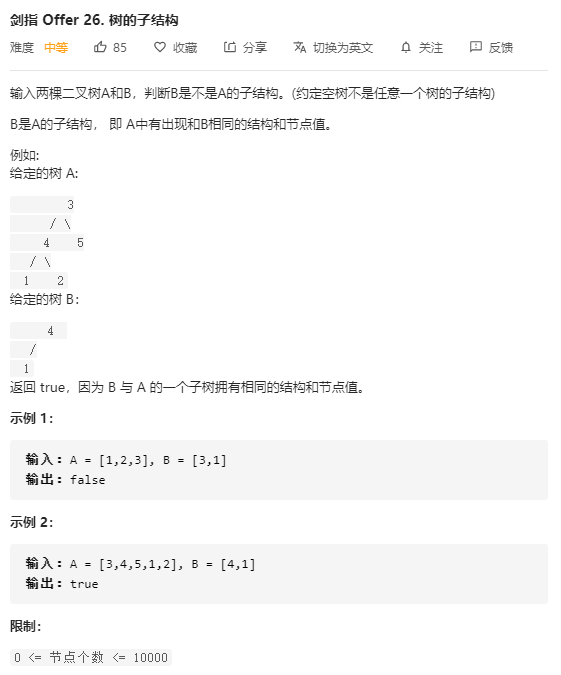 剑指 Offer 26. 树的子结构
难度 中等 85 收藏 分享 切换为英文 关注 反馈
输入两棵二叉树A和B，判断B是不是A的子结构。(约定空树不是任意一个树的子结构)
B是A的子结构， 即 A中有出现和B相同的结构和节点值。
例如:
给定的树 A:
3
/ \
4 5
/ \
1 2
给定的树 B：
4
/
1
返回 true，因为 B 与 A 的一个子树拥有相同的结构和节点值。
示例 1：
输入：A = [1,2,3], B = [3,1]
输出：false
示例 2：
输入：A = [3,4,5,1,2], B = [4,1]
输出：true
限制：
0 <= 节点个数 <= 10000